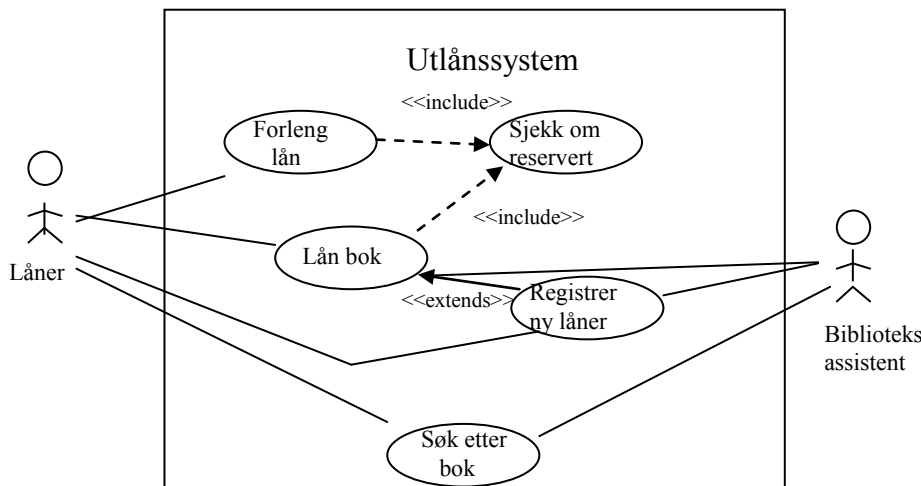 Utlånssystem
<<include>>
Forleng
lån
Sjekk om
reservert
<<include>>
Låner
Lån bok
<<extends>>
Registrer
ny låner
Biblioteks
assistent
Søk etter
bok